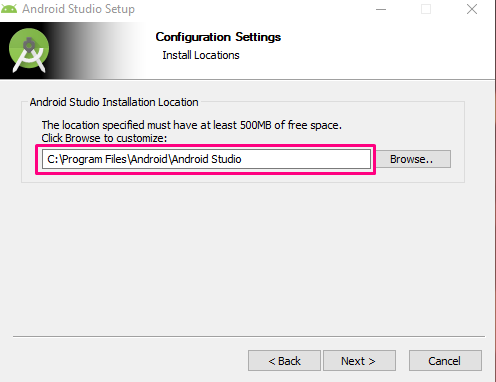 Android Studio Setup
Configuration Settings
Install Locations
Android Studio Installation Location
The location specified must have at least 500MB of free space.
Click Browse to customize:
C:\Program Files\Android\Android Studio
Browse..
< Back
Next >
Cancel